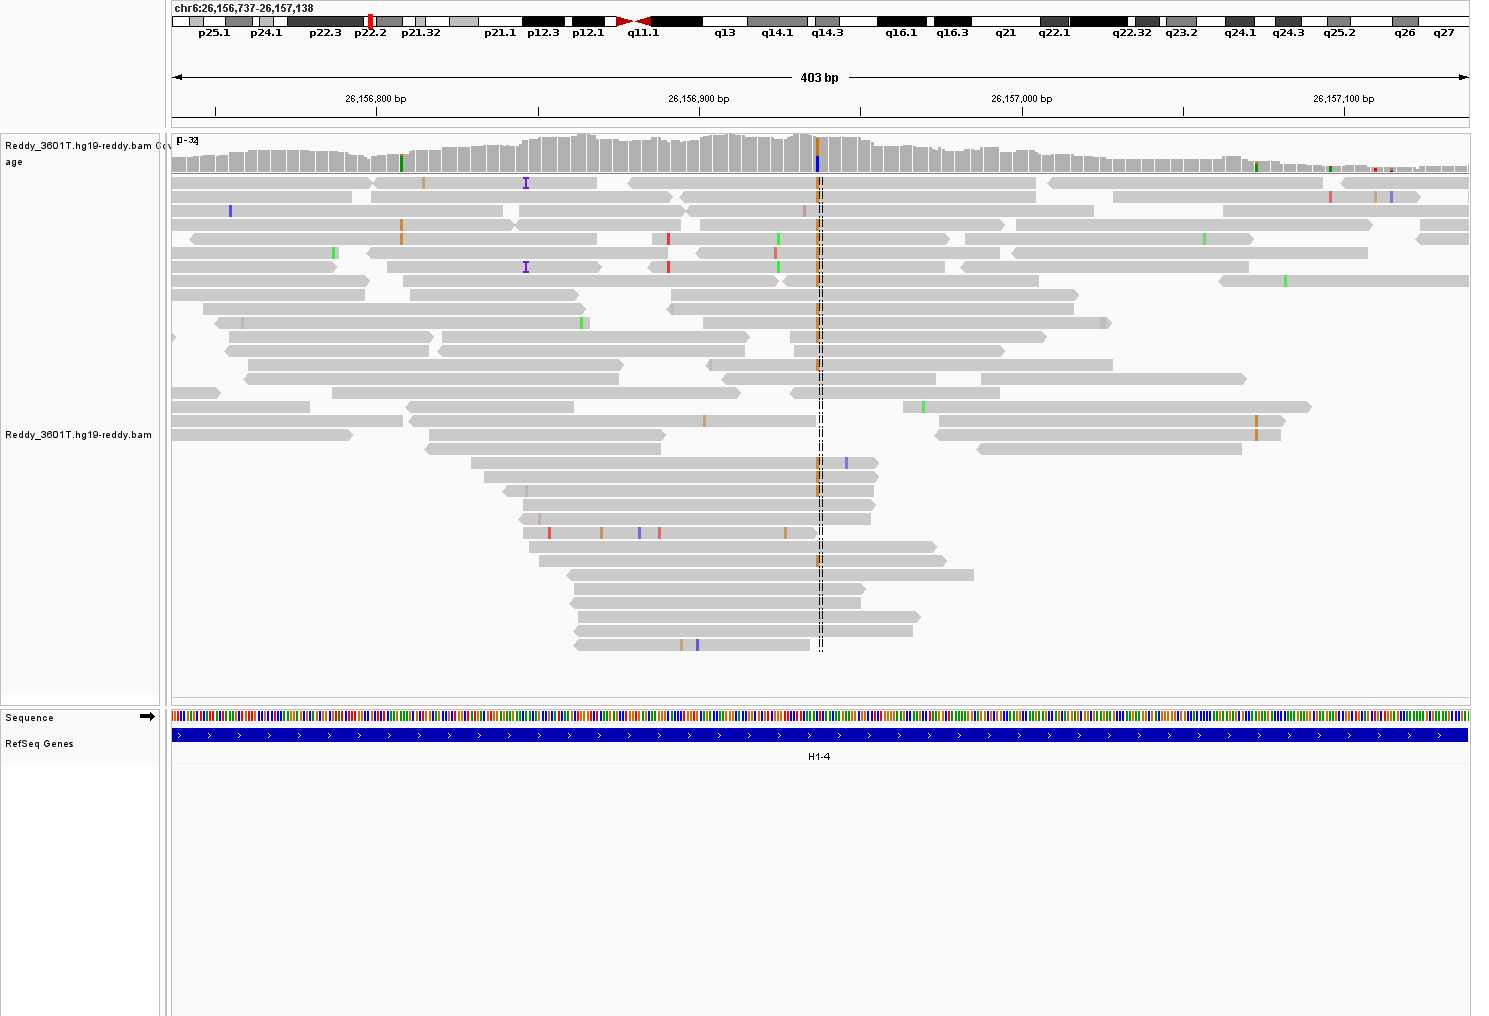 chr6:26,156,737-26,157,138
p25.1 p24.1 p22.3 p22.2 p21.32 p21.1 p12.3 p12.1 q11.1 q13 q14.1 q14.3 q16.1 q16.3 q21 q22.1 q22.32 q23.2 q24.1 q24.3 q25.2 q26 q27
403 bp
26,156,800 bp 26,156,900 bp 26,157,000 bp 26,157,100 bp
Reddy_3601T.hg19-reddy.bam Cov
age
[0-32]
Reddy_3601T.hg19-reddy.bam
Sequence
RefSeq Genes
H1-4